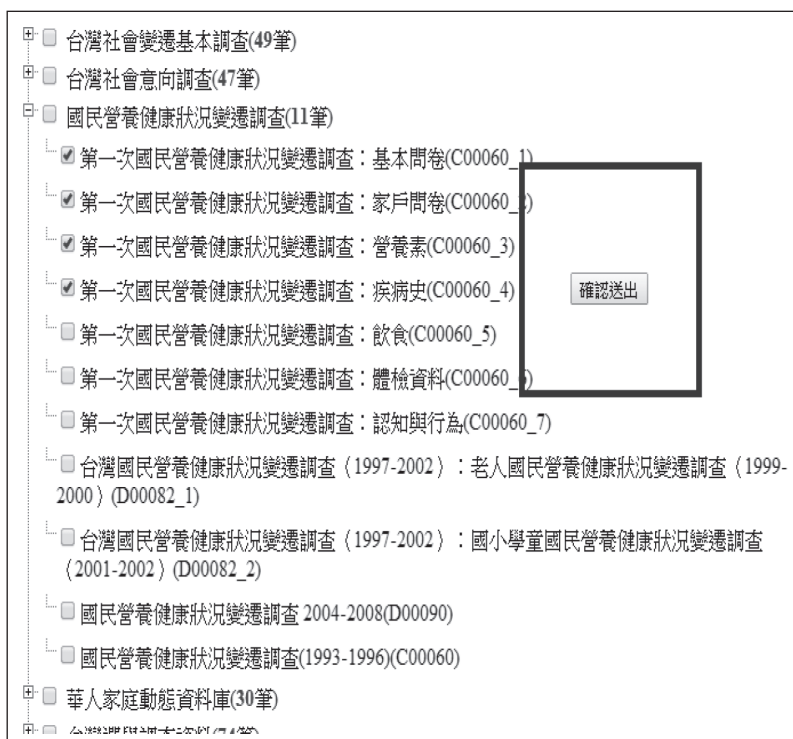 台灣社會變遷基本調查(49筆)
台灣社會意向調查(47筆)
國民營養健康狀況變遷調查(11筆)
第一次國民營養健康狀況變遷調查：基本問卷(C00060_1)
第一次國民營養健康狀況變遷調查：家戶問卷(C00060_2)
第一次國民營養健康狀況變遷調查：營養素(C00060_3)
第一次國民營養健康狀況變遷調查：疾病史(C00060_4)
確認送出
第一次國民營養健康狀況變遷調查：飲食(C00060_5)
第一次國民營養健康狀況變遷調查：體檢資料(C00060_6)
第一次國民營養健康狀況變遷調查：認知與行為(C00060_7)
台灣國民營養健康狀況變遷調查（1997-2002）：老人國民營養健康狀況變遷調查（1999-
2000）(D00082_1)
台灣國民營養健康狀況變遷調查（1997-2002）：國小學童國民營養健康狀況變遷調查
（2001-2002）(D00082_2)
國民營養健康狀況變遷調查 2004-2008(D00090)
國民營養健康狀況變遷調查(1993-1996)(C00060)
華人家庭動態資料庫(30筆)
台灣選舉調查資料(74筆)